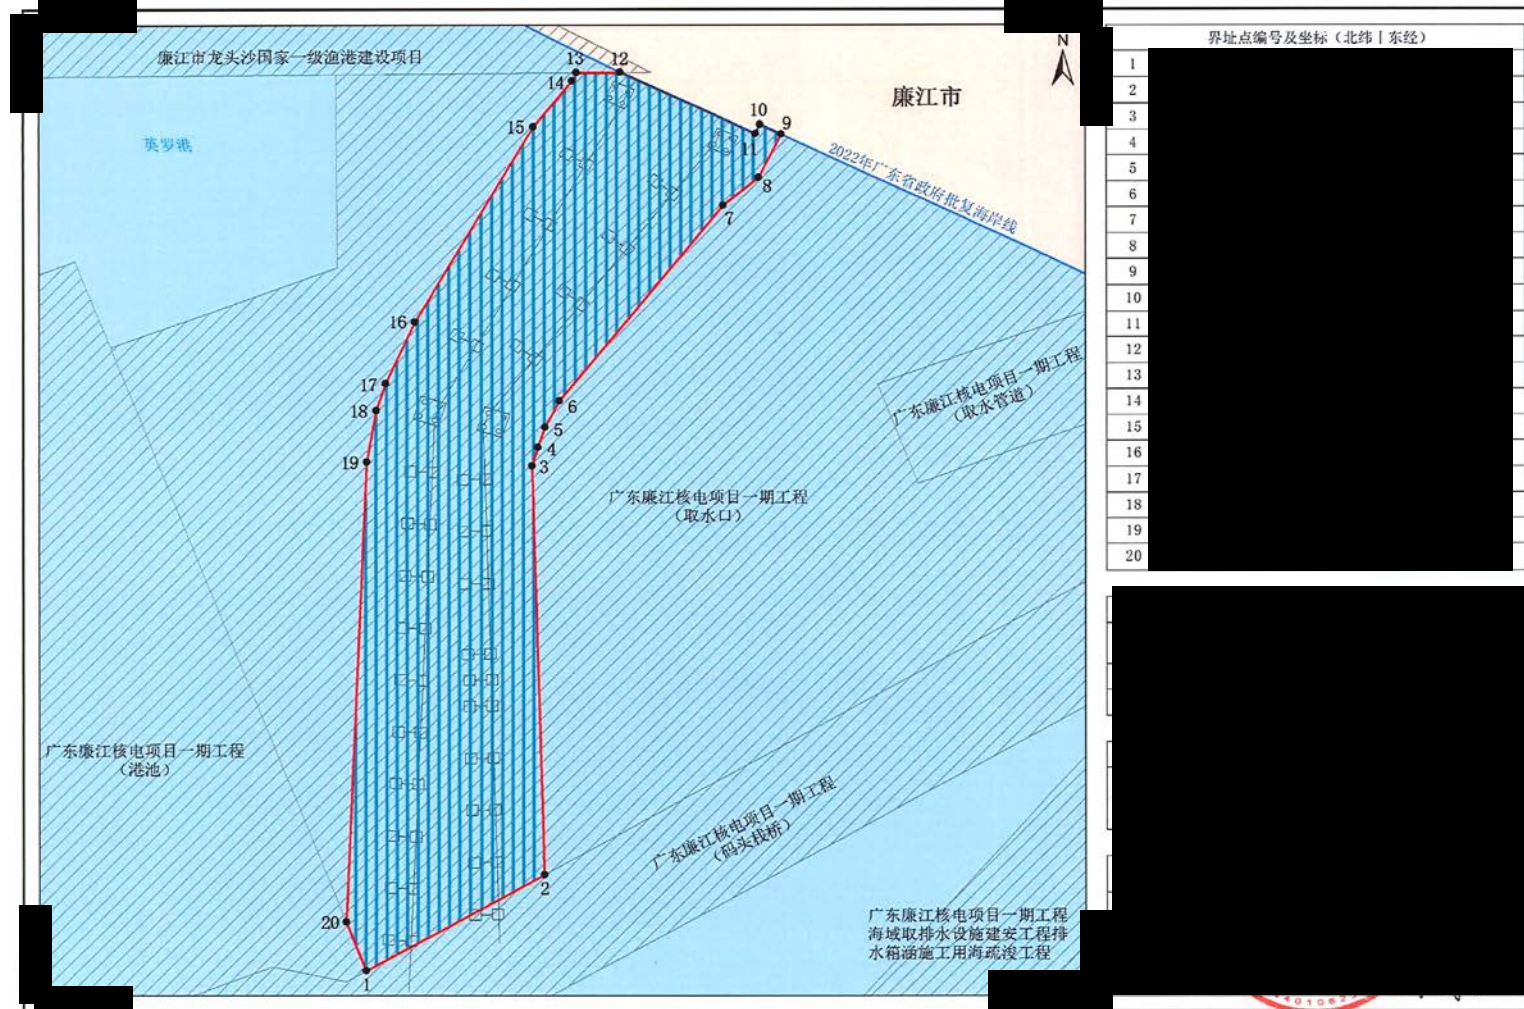 廉江市龙头沙国家一级渔港建设项目
英罗港
N
廉江市
2022年广东省政府批复海岸线
13
12
14
15
10
9
11
8
7
16
17
18
19
6
5
4
3
广东廉江核电项目一期工程
（取水管道）
广东廉江核电项目一期工程
（取水口）
广东廉江核电项目一期工程
（港池）
广东廉江核电项目一期工程
（码头栈桥）
2
20
1
广东廉江核电项目一期工程
海域取排水设施建安工程排
水箱涵施工用海疏浚工程
界址点编号及坐标（北纬|东经）
1
2
3
4
5
6
7
8
9
10
11
12
13
14
15
16
17
18
19
20